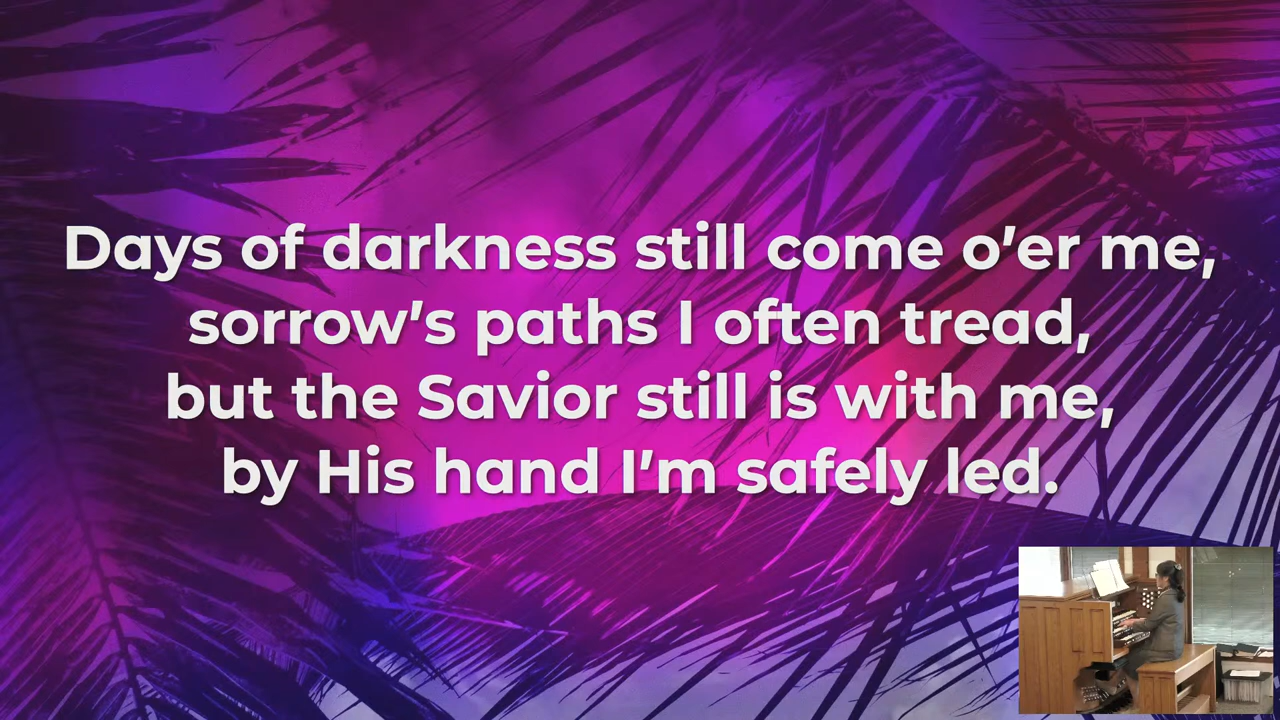 Days of darkness still come o’er me,
sorrow’s paths I often tread,
but the Savior still is with me,
by His hand I’m safely led.